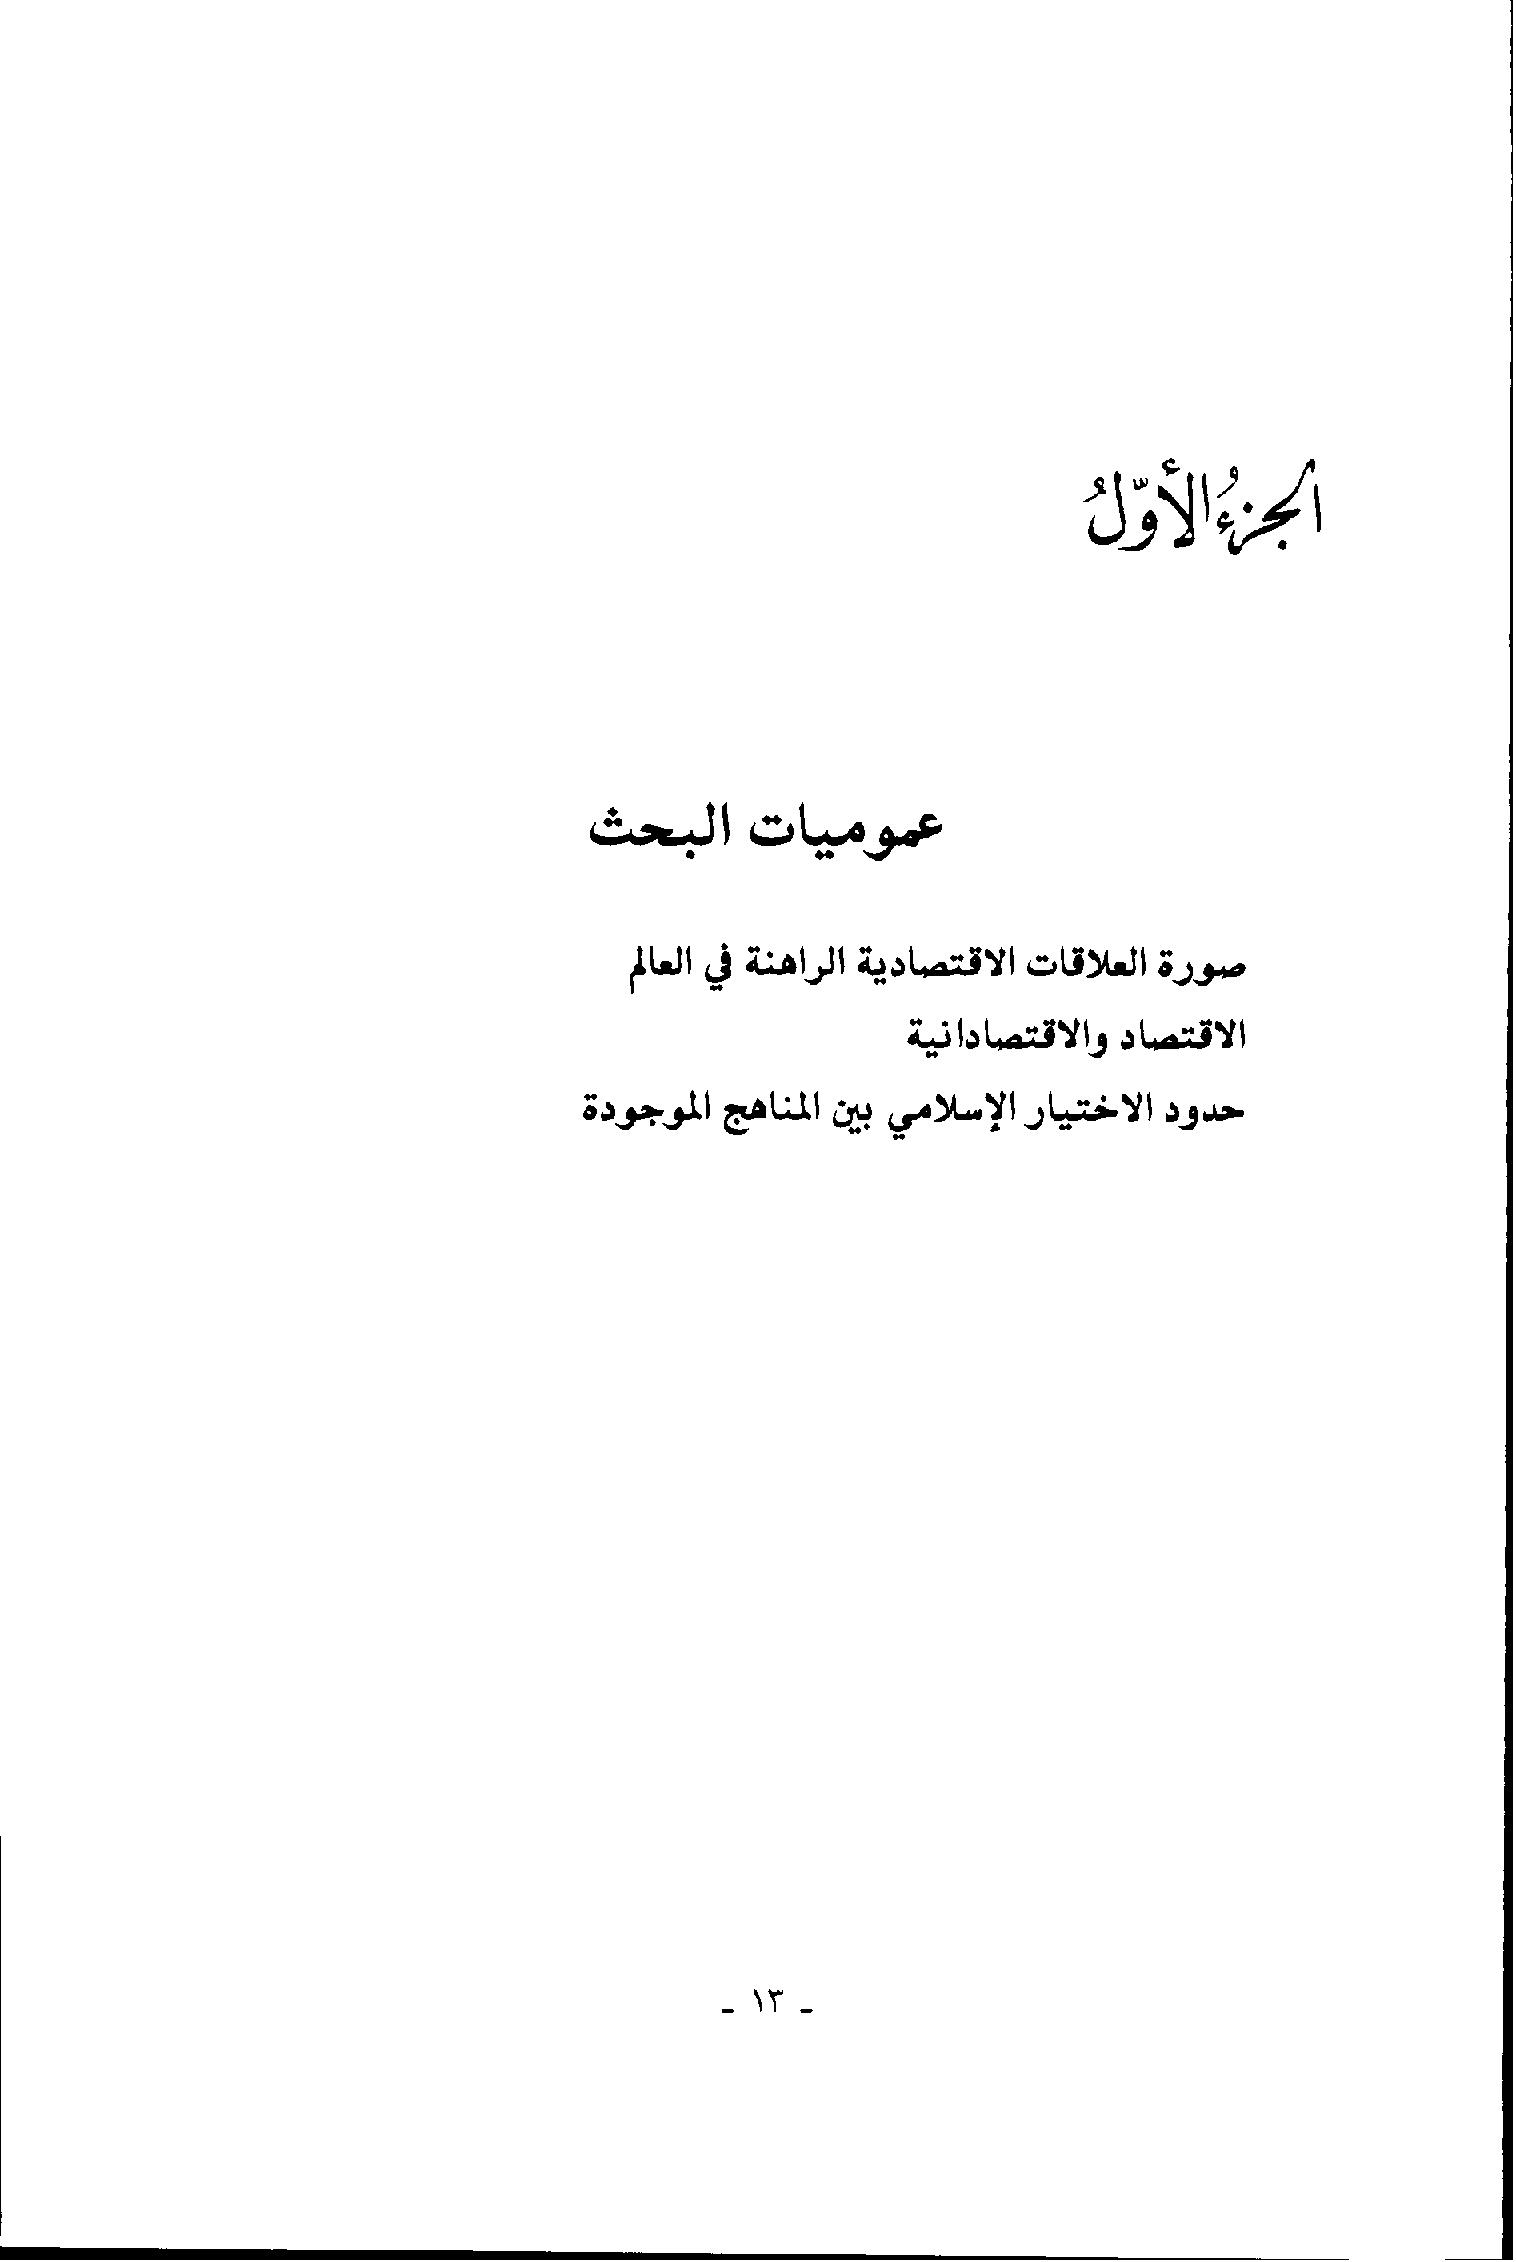 الجزءُ الأوّلُ
عموميات البحث
صورة العلاقات الاقتصادية الراهنة في العالم
الاقتصاد والاقتصادانية
حدود الاختيار الإسلامي بين المناهج الموجودة
- ١٣ -